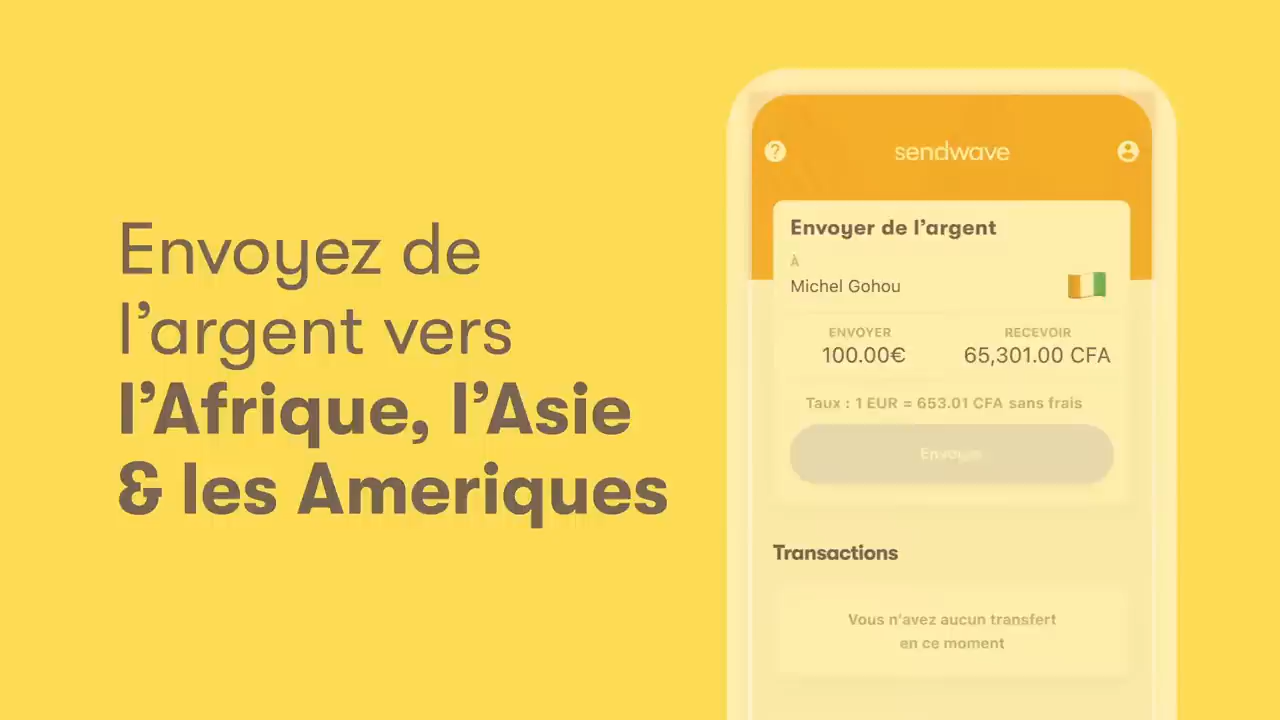 Envoyez de
l'argent vers
l'Afrique, l'Asie
& les Ameriques
?
sendwave
Envoyer de l'argent
À
Michel Gohou
ENVOYER
100.00€
RECEVOIR
65,301.00 CFA
Taux : 1 EUR = 653.01 CFA sans frais
Envoyer
Transactions
Vous n'avez aucun transfert
en ce moment